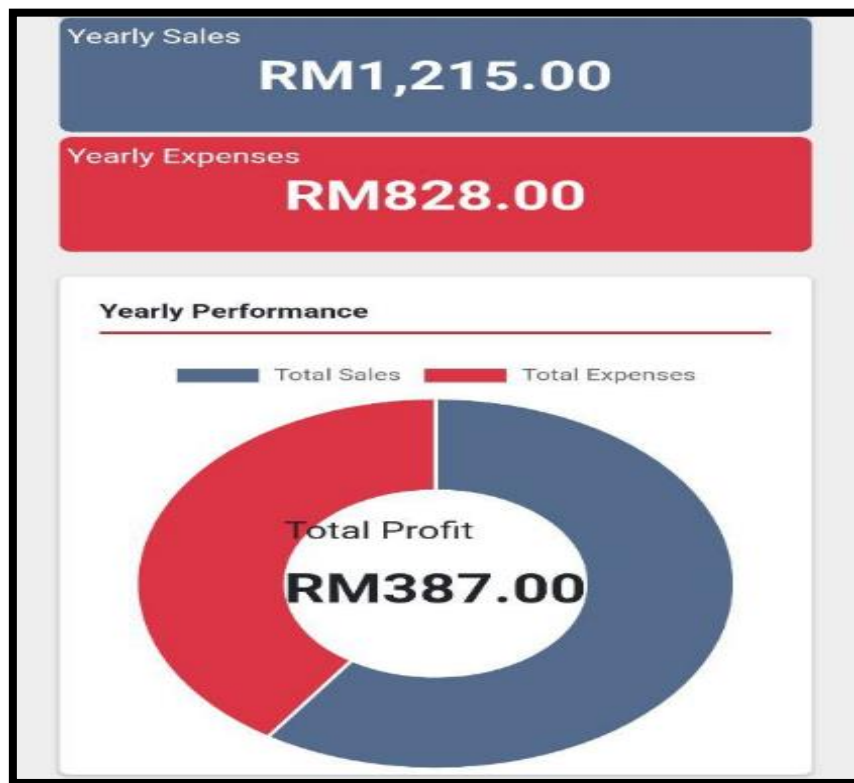 Yearly Sales
RM1,215.00
Yearly Expenses
RM828.00
Yearly Performance
Total Sales Total Expenses
Total Profit
RM387.00